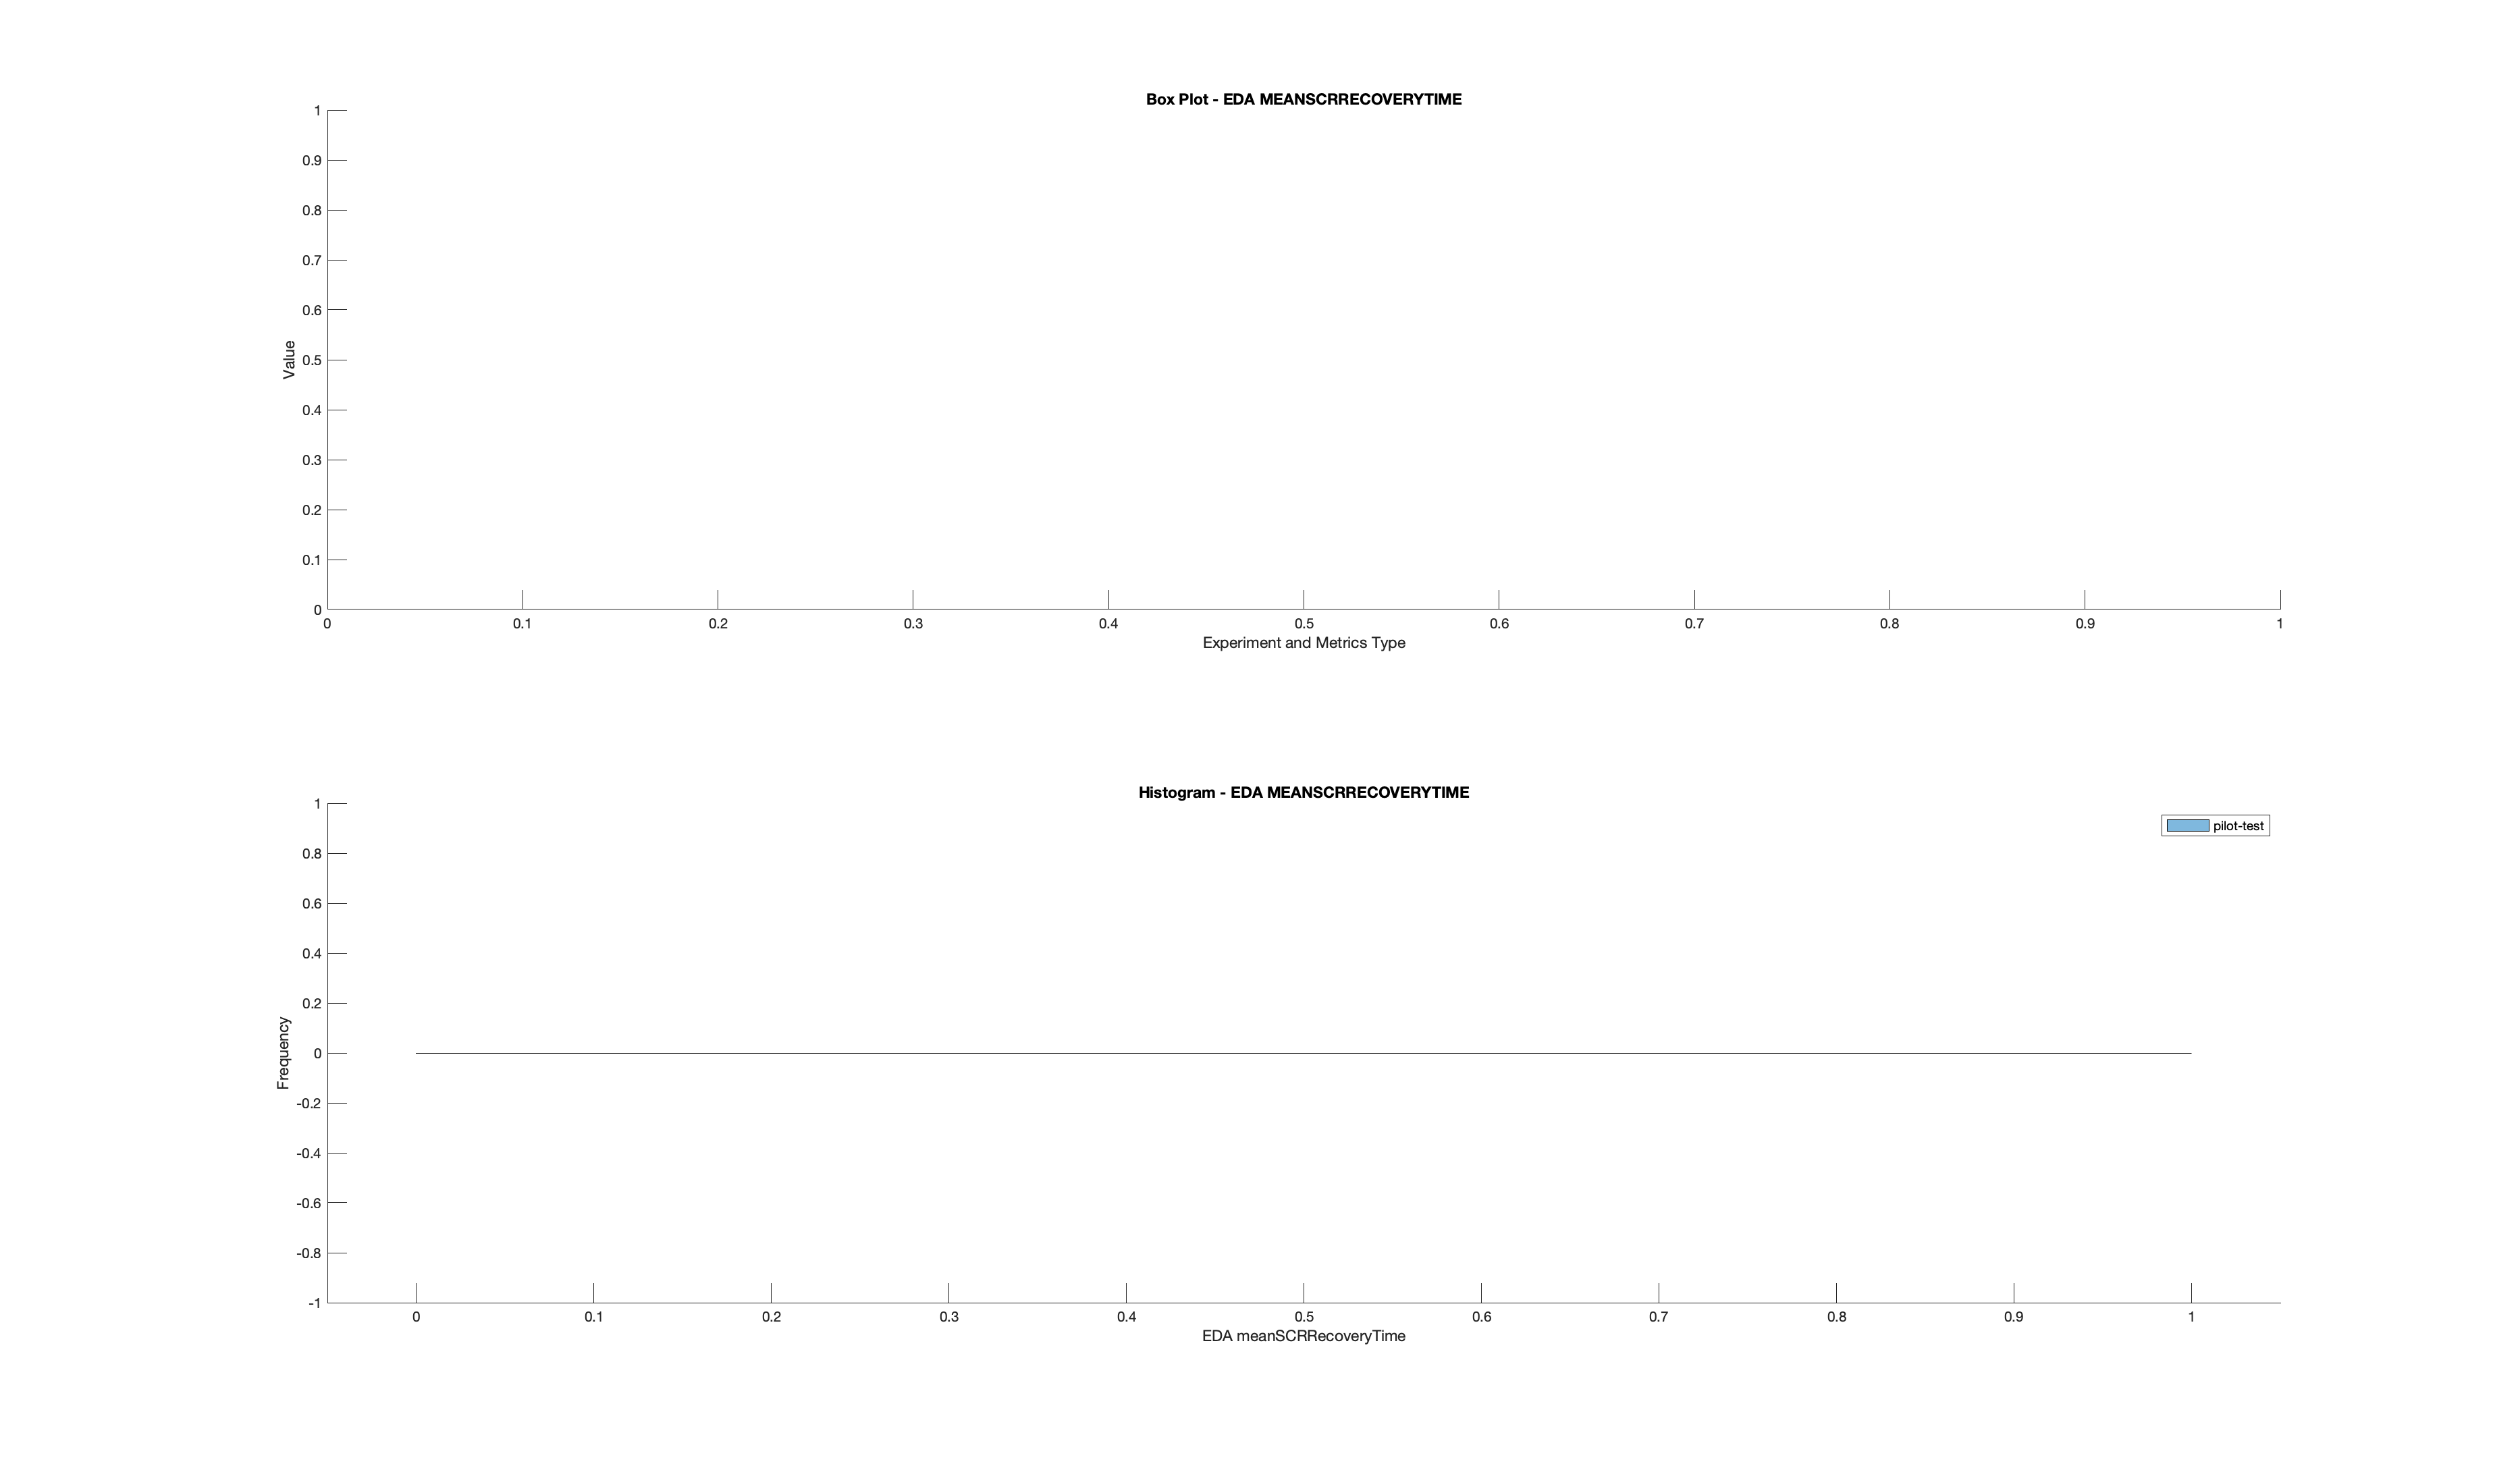 Box Plot - EDA MEANSCRRECOVERYTIME
1
0.9
0.8
0.7
0.6
0.5
0.4
0.3
0.2
0.1
0
Value
0 0.1 0.2 0.3 0.4 0.5 0.6 0.7 0.8 0.9 1
Experiment and Metrics Type
Histogram - EDA MEANSCRRECOVERYTIME
pilot-test
1
0.8
0.6
0.4
0.2
0
-0.2
-0.4
-0.6
-0.8
-1
Frequency
0 0.1 0.2 0.3 0.4 0.5 0.6 0.7 0.8 0.9 1
EDA meanSCRRecoveryTime